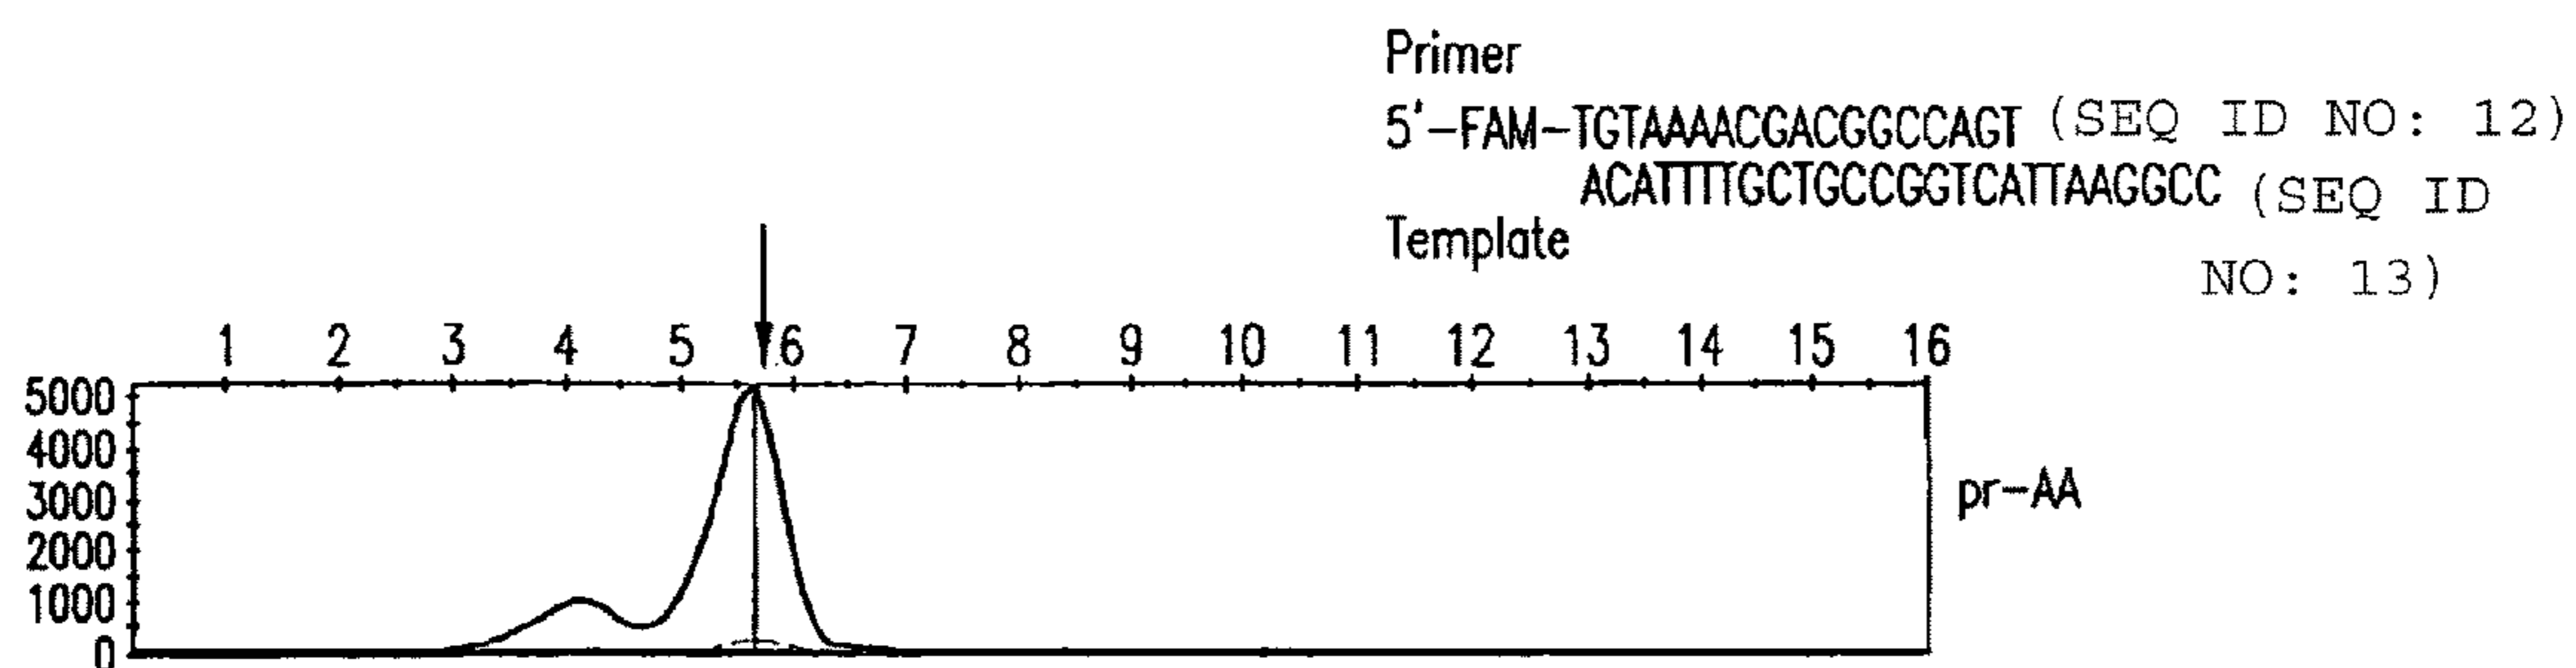 Primer
5'-FAM-TGTAAAACGACGGCCAGT (SEQ ID NO: 12)
ACATTTTGCTGCCGGTCATTAAGGCC (SEQ ID
Template
NO: 13)
1 2 3 4 5 6 7 8 9 10 11 12 13 14 15 16
5000
4000
3000
2000
1000
0
pr-AA